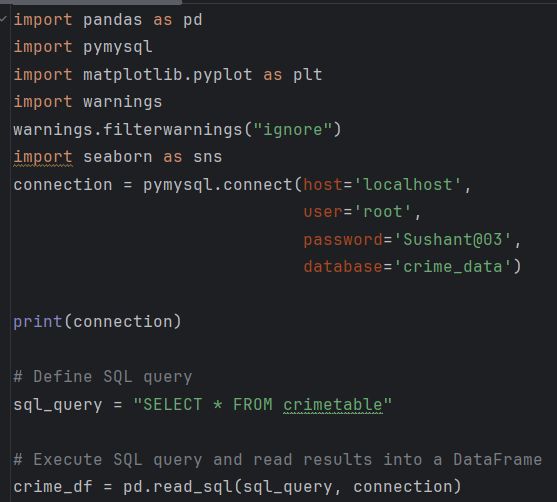 import pandas as pd
import pymysql
import matplotlib.pyplot as plt
import warnings
warnings.filterwarnings("ignore")
import seaborn as sns
connection = pymysql.connect(host='localhost',
                             user='root',
                             password='Sushant@03',
                             database='crime_data')
print(connection)
# Define SQL query
sql_query = "SELECT * FROM crimetable"
# Execute SQL query and read results into a DataFrame
crime_df = pd.read_sql(sql_query, connection)